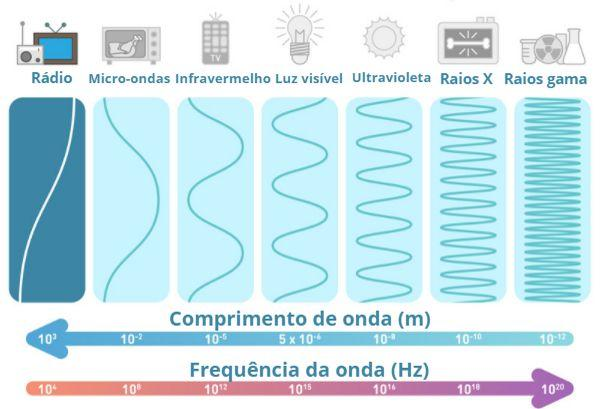 TV
Rádio Micro-ondas Infravermelho Luz visível Ultravioleta Raios X Raios gama
Comprimento de onda (m)
10³ 10⁻² 10⁻⁵ 5 x 10⁻⁶ 10⁻⁸ 10⁻¹⁰ 10⁻¹²
Frequência da onda (Hz)
10⁴ 10⁸ 10¹² 10¹⁵ 10¹⁶ 10¹⁸ 10²⁰